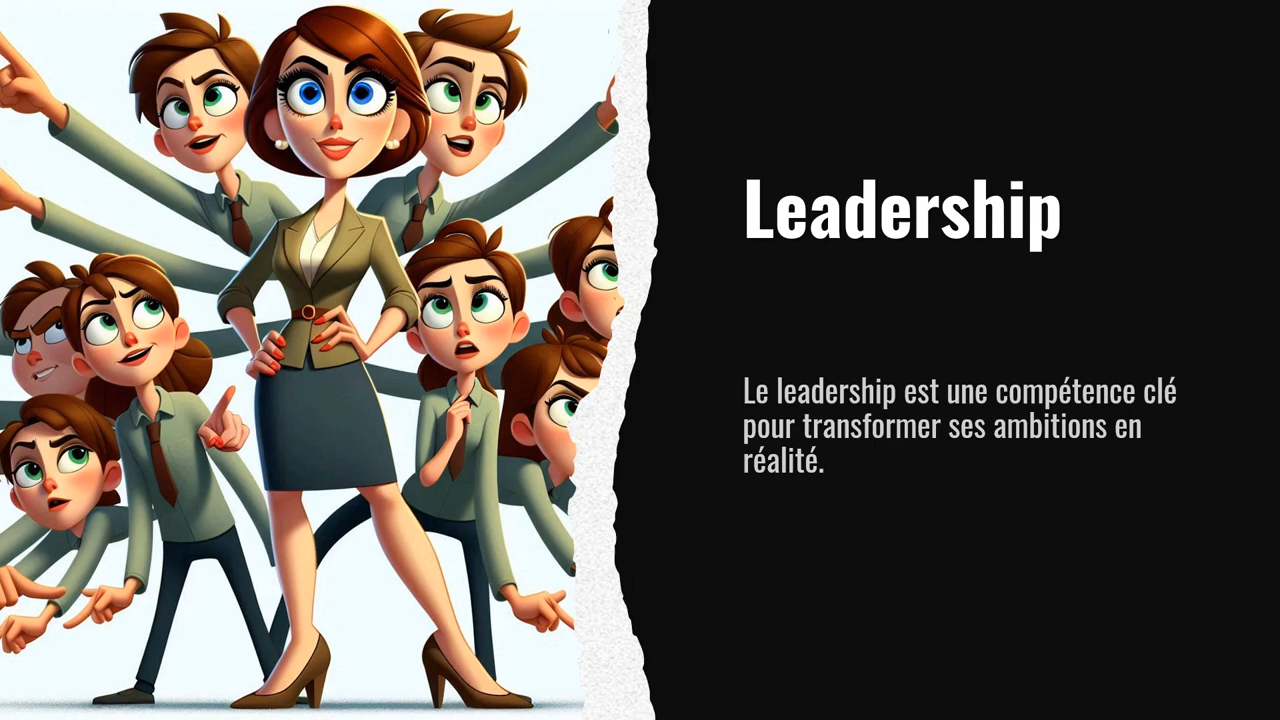 Leadership
Le leadership est une compétence clé
pour transformer ses ambitions en
réalité.